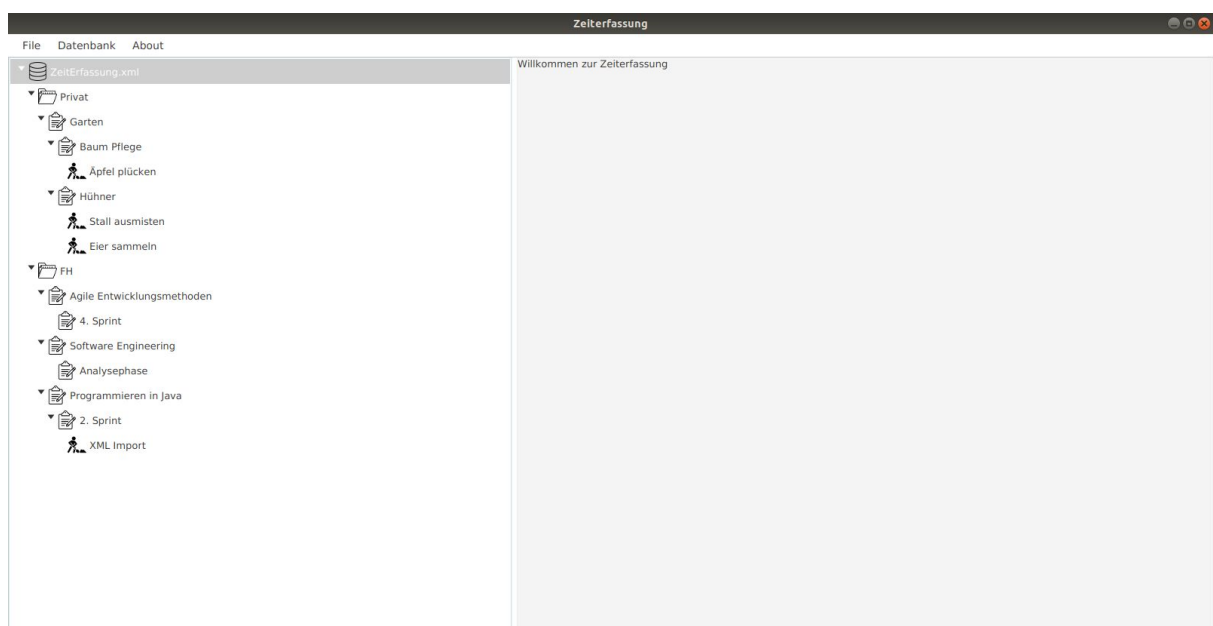 Zeiterfassung
File Datenbank About
ZeitErfassung.xml
Privat
Garten
Baum Pflege
Äpfel plücken
Hühner
Stall ausmisten
Eier sammeln
FH
Agile Entwicklungsmethoden
4. Sprint
Software Engineering
Analysephase
Programmieren in Java
2. Sprint
XML Import
Willkommen zur Zeiterfassung